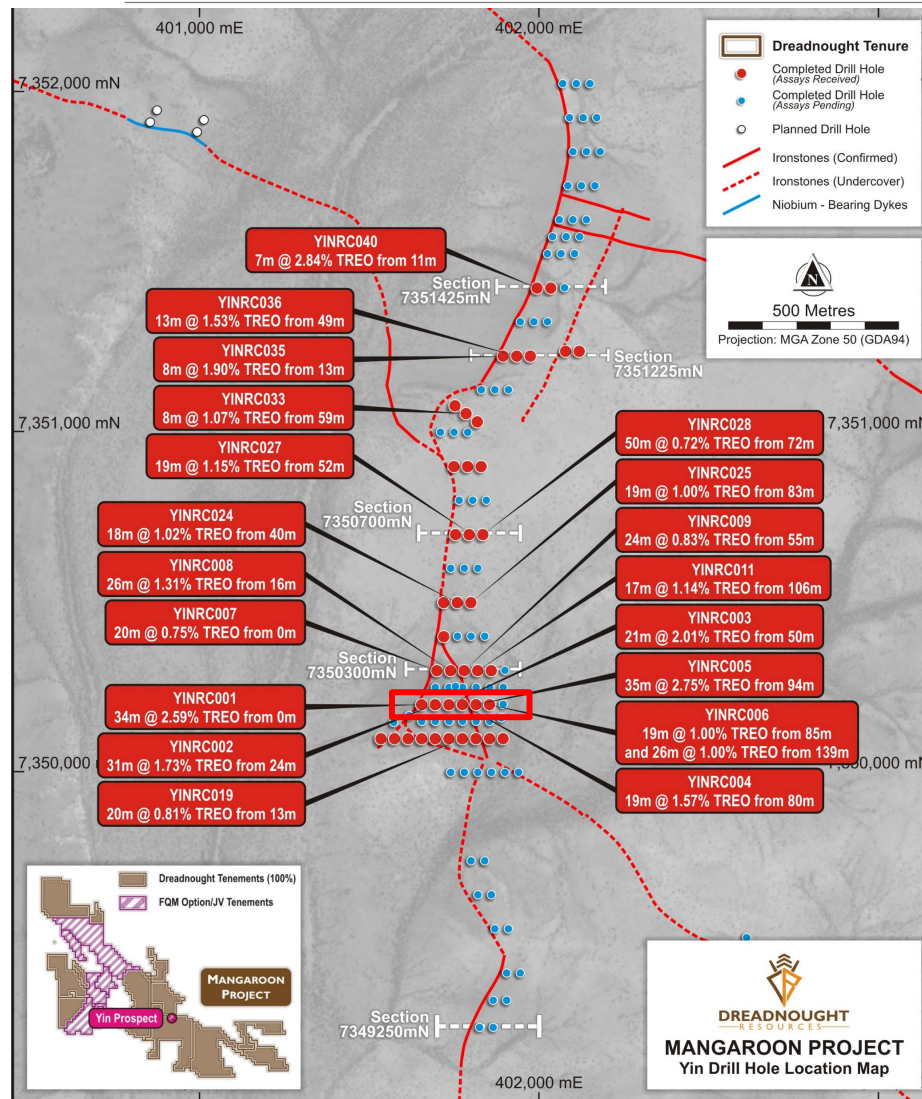 401,000 mE
402,000 mE
7,352,000 mN
Dreadnought Tenure
Completed Drill Hole
(Assays Received)
Completed Drill Hole
(Assays Pending)
Planned Drill Hole
Ironstones (Confirmed)
Ironstones (Undercover)
Niobium - Bearing Dykes
N
500 Metres
Projection: MGA Zone 50 (GDA94)
YINRC040
7m @ 2.84% TREO from 11m
Section
7351425mN
YINRC036
13m @ 1.53% TREO from 49m
YINRC035
8m @ 1.90% TREO from 13m
Section
7351225mN
YINRC033
8m @ 1.07% TREO from 59m
7,351,000 mN
7,351,000 mN
YINRC027
19m @ 1.15% TREO from 52m
YINRC028
50m @ 0.72% TREO from 72m
YINRC025
19m @ 1.00% TREO from 83m
Section
7350700mN
YINRC024
18m @ 1.02% TREO from 40m
YINRC009
24m @ 0.83% TREO from 55m
YINRC008
26m @ 1.31% TREO from 16m
YINRC011
17m @ 1.14% TREO from 106m
YINRC007
20m @ 0.75% TREO from 0m
YINRC003
21m @ 2.01% TREO from 50m
Section
7350300mN
YINRC005
35m @ 2.75% TREO from 94m
YINRC001
34m @ 2.59% TREO from 0m
YINRC006
19m @ 1.00% TREO from 85m
and 26m @ 1.00% TREO from 139m
YINRC002
31m @ 1.73% TREO from 24m
7,350,000 mN
YINRC004
19m @ 1.57% TREO from 80m
YINRC019
20m @ 0.81% TREO from 13m
Dreadnought Tenements (100%)
FQM Option/JV Tenements
MANGAROON
PROJECT
Yin Prospect
Section
7349250mN
402,000 mE
DREADNOUGHT
RESOURCES
MANGAROON PROJECT
Yin Drill Hole Location Map